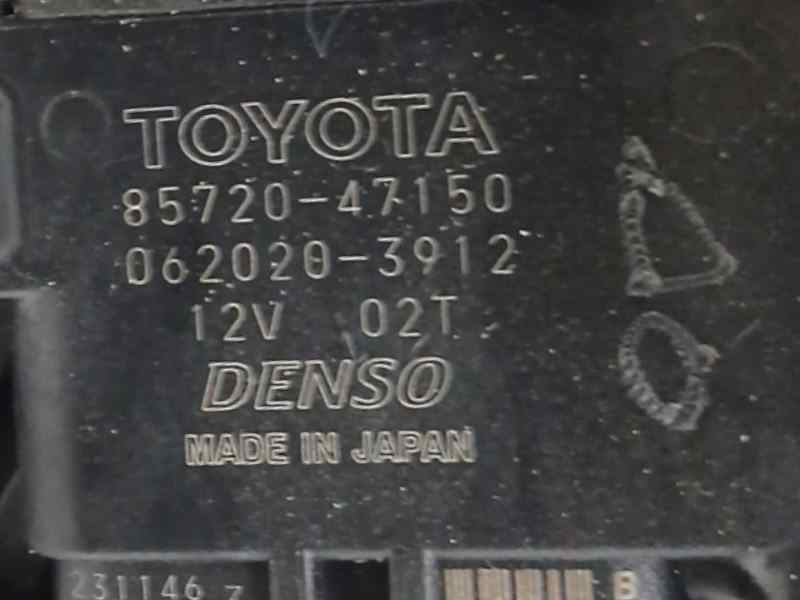 TOYOTA
85720-47150
062020-3912
12V 02T
DENSO
MADE IN JAPAN
231146 Z
B